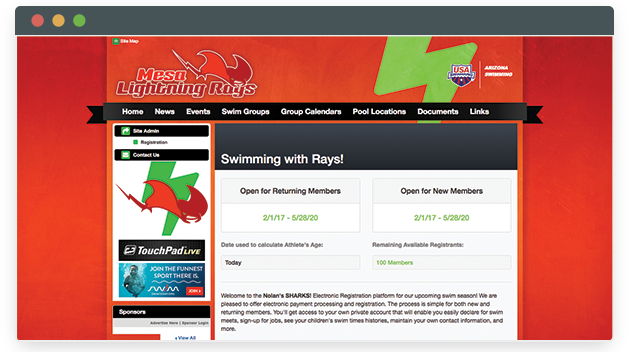 Site Map
Mesa
Lightning Rays
USA
SWIMMING
ARIZONA
SWIMMING
Home News Events Swim Groups Group Calendars Pool Locations Documents Links
Site Admin
Registration
Contact Us
TouchPad LIVE
JOIN THE FUNNEST
SPORT THERE IS.
SWIM
JOIN
Sponsors
Advertise Here | Sponsor Login
View All
Swimming with Rays!
Open for Returning Members
2/1/17 - 5/28/20
Open for New Members
2/1/17 - 5/28/20
Date used to calculate Athlete's Age:
Today
Remaining Available Registrants:
100 Members
Welcome to the Nolan's SHARKS! Electronic Registration platform for our upcoming swim season! We are
pleased to offer electronic payment processing and registration. The process is simple for both new and
returning members. You'll get access to your own private account that will enable you easily declare for swim
meets, sign-up for jobs, see your children's swim times histories, maintain your own contact information, and
more.